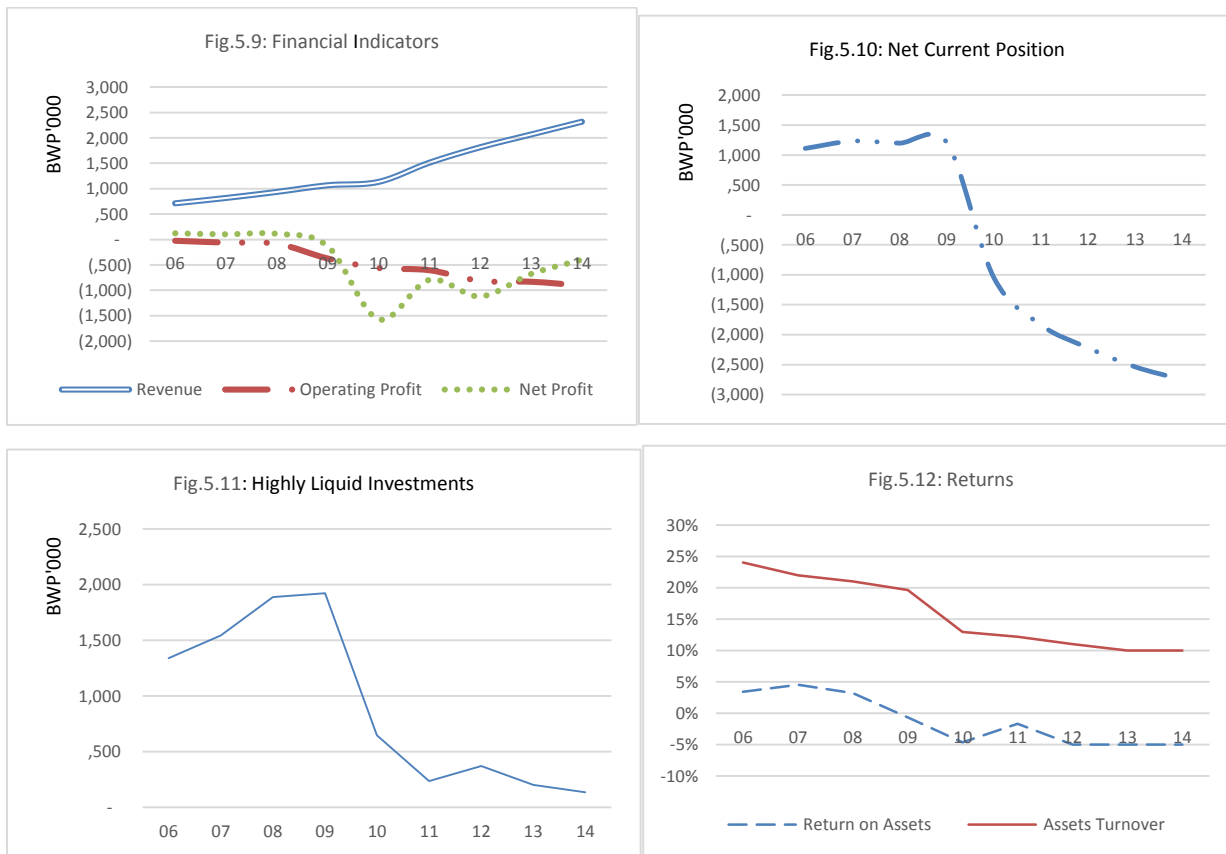 Fig.5.9: Financial Indicators
BWP'000
3,000
2,500
2,000
1,500
1,000
,500
-
(,500)
(1,000)
(1,500)
(2,000)
06 07 08 09 10 11 12 13 14
Revenue Operating Profit Net Profit
Fig.5.10: Net Current Position
BWP'000
2,000
1,500
1,000
,500
-
(,500)
(1,000)
(1,500)
(2,000)
(2,500)
(3,000)
06 07 08 09 10 11 12 13 14
Fig.5.11: Highly Liquid Investments
BWP'000
2,500
2,000
1,500
1,000
,500
-
06 07 08 09 10 11 12 13 14
Fig.5.12: Returns
30%
25%
20%
15%
10%
5%
0%
-5%
-10%
06 07 08 09 10 11 12 13 14
Return on Assets Assets Turnover